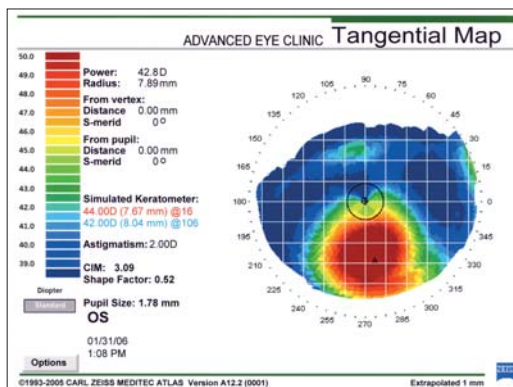 ADVANCED EYE CLINIC Tangential Map
50.0
49.0
48.0
47.0
46.0
45.0
44.0
43.0
42.0
41.0
40.0
39.0
Diopter
Standard
Power: 42.8 D
Radius: 7.89 mm
From vertex:
Distance 0.00 mm
S-merid 0°
From pupil:
Distance 0.00 mm
S-merid 0°
Simulated Keratometer:
44.00D (7.67 mm) @16
42.00D (8.04 mm) @106
Astigmatism: 2.00D
CIM: 3.09
Shape Factor: 0.52
Pupil Size: 1.78 mm
OS
01/31/06
1:08 PM
Options
90
105
75
120
60
135
45
150
30
165
15
180
0
195
345
210
330
225
315
240
300
255
270
285
©1993-2005 CARL ZEISS MEDITEC ATLAS Version A12.2 (0001)
Extrapolated 1 mm